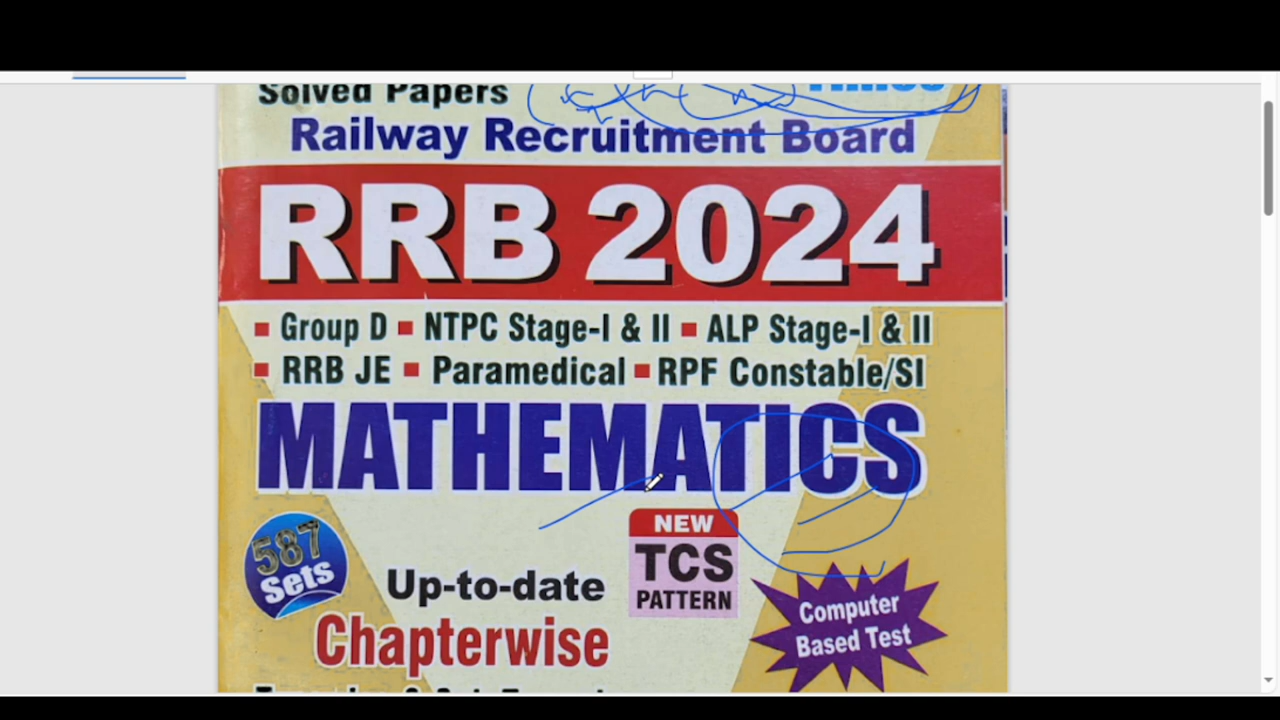 Solved Papers
Railway Recruitment Board
RRB 2024
Group D NTPC Stage-I & II ALP Stage-I & II
RRB JE Paramedical RPF Constable/SI
MATHEMATICS
587 Sets
NEW
TCS
PATTERN
Up-to-date
Chapterwise
Computer
Based Test